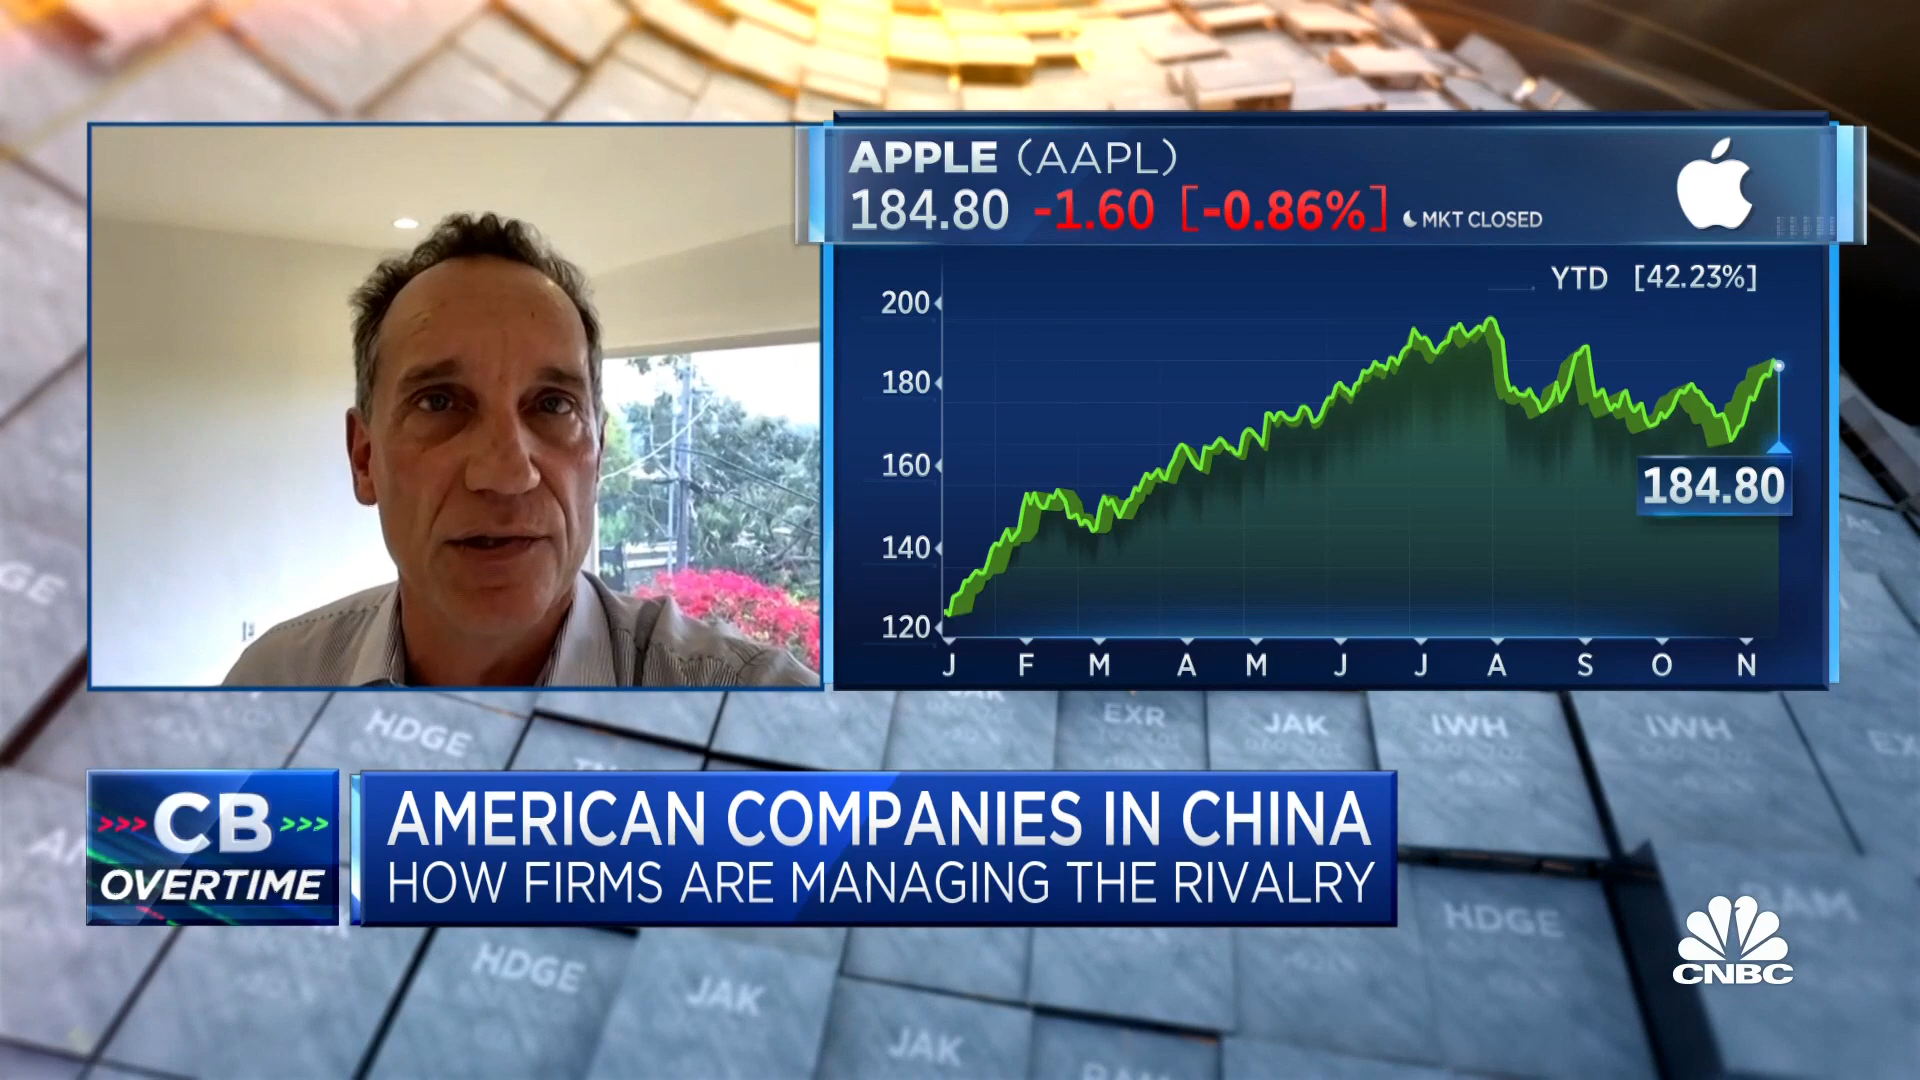 APPLE (AAPL)
184.80 -1.60 [-0.86%] MKT CLOSED
YTD [42.23%]
200
180
160
140
120
184.80
J F M A M J J A S O N
HDGE
JAK
EXR
JAK
IWH
IWH
CB
OVERTIME
AMERICAN COMPANIES IN CHINA
HOW FIRMS ARE MANAGING THE RIVALRY
HDGE
HDGE
JAK
JAK
CNBC